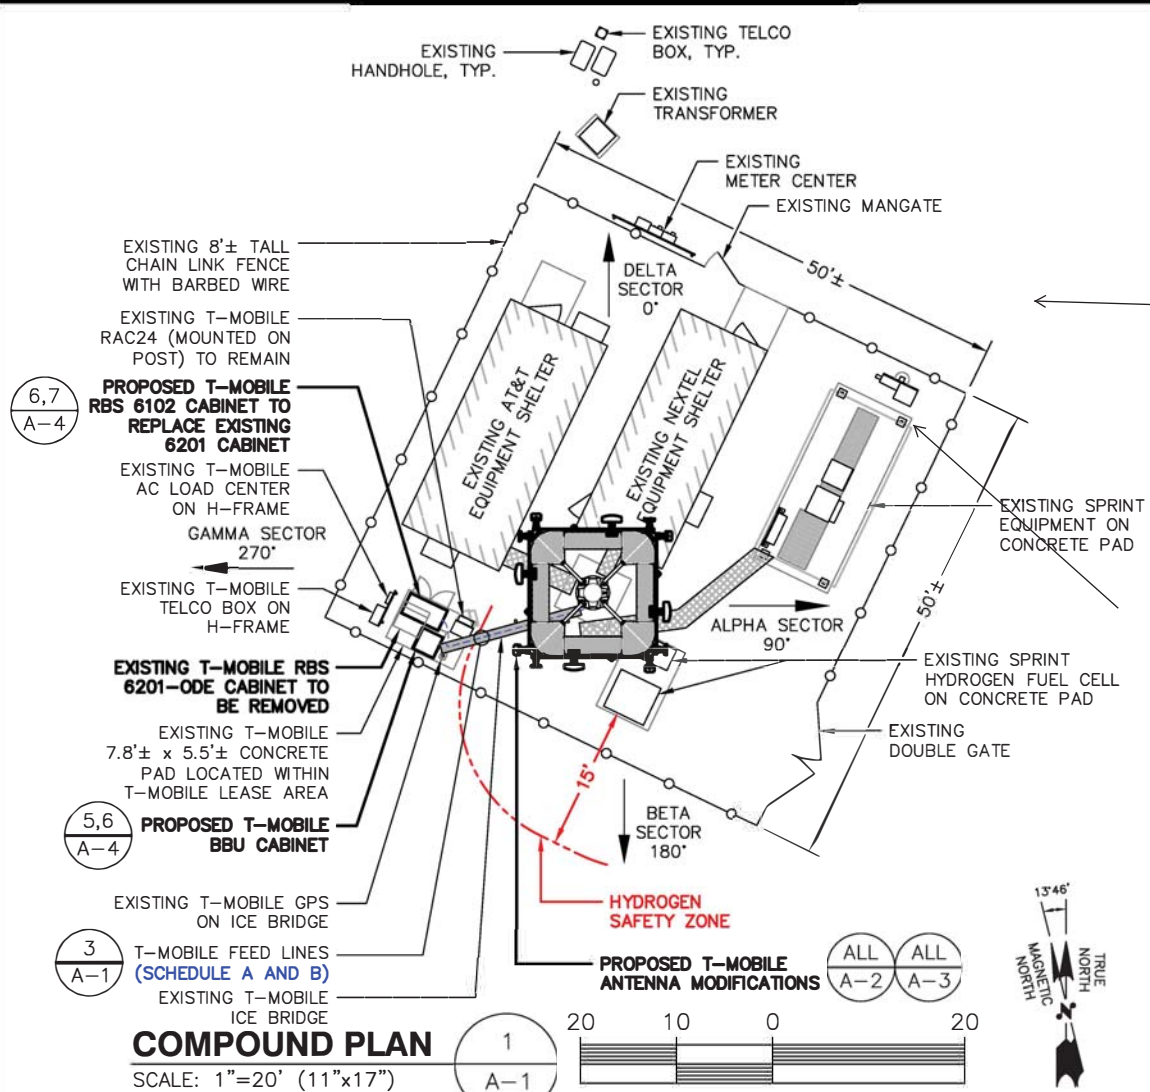 EXISTING TELCO
BOX, TYP.
EXISTING
HANDHOLE, TYP.
EXISTING
TRANSFORMER
EXISTING
METER CENTER
EXISTING MANGATE
50'±
EXISTING 8'± TALL
CHAIN LINK FENCE
WITH BARBED WIRE
DELTA
SECTOR
0°
EXISTING T-MOBILE
RAC24 (MOUNTED ON
POST) TO REMAIN
6,7
A-4
PROPOSED T-MOBILE
RBS 6102 CABINET TO
REPLACE EXISTING
6201 CABINET
EXISTING AT&T
EQUIPMENT SHELTER
EXISTING NEXTEL
EQUIPMENT SHELTER
EXISTING T-MOBILE
AC LOAD CENTER
ON H-FRAME
EXISTING SPRINT
EQUIPMENT ON
CONCRETE PAD
GAMMA SECTOR
270°
50'±
EXISTING T-MOBILE
TELCO BOX ON
H-FRAME
ALPHA SECTOR
90°
EXISTING T-MOBILE RBS
6201-ODE CABINET TO
BE REMOVED
EXISTING SPRINT
HYDROGEN FUEL CELL
ON CONCRETE PAD
EXISTING T-MOBILE
7.8'± x 5.5'± CONCRETE
PAD LOCATED WITHIN
T-MOBILE LEASE AREA
EXISTING
DOUBLE GATE
15'
5,6
A-4
PROPOSED T-MOBILE
BBU CABINET
BETA
SECTOR
180°
EXISTING T-MOBILE GPS
ON ICE BRIDGE
HYDROGEN
SAFETY ZONE
3
A-1
T-MOBILE FEED LINES
(SCHEDULE A AND B)
EXISTING T-MOBILE
ICE BRIDGE
PROPOSED T-MOBILE
ANTENNA MODIFICATIONS
ALL
A-2
ALL
A-3
13°46'
TRUE
NORTH
MAGNETIC
NORTH
N
COMPOUND PLAN
SCALE: 1"=20' (11"x17")
1
A-1
20 10 0 20